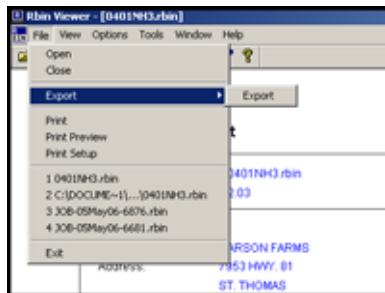 Rbin Viewer - [0401NH3.rbin]
File View Options Tools Window Help
Open
Close
Export
Export
Print
Print Preview
Print Setup
1 0401NH3.rbin
2 C:\DOCUME~1\...\0401NH3.rbin
3 JOB-05May06-6876.rbin
4 JOB-05May06-6681.rbin
Exit
t
0401NH3.rbin
2.03
ARSON FARMS
Address:
7953 HWY. 81
ST. THOMAS